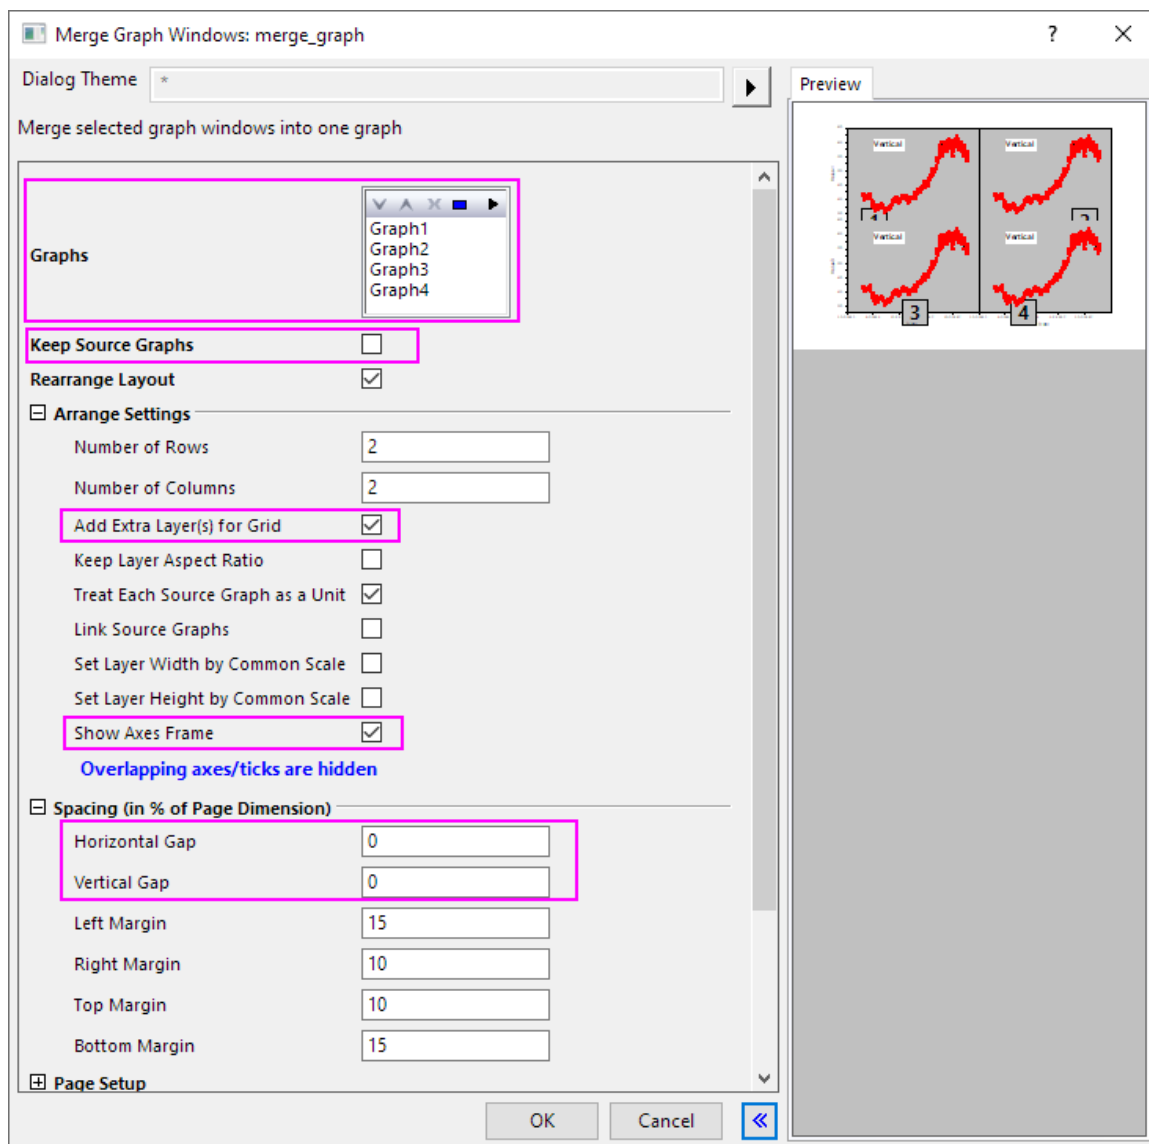 Merge Graph Windows: merge_graph
?
Dialog Theme *
Preview
Merge selected graph windows into one graph
Graphs
Graph1
Graph2
Graph3
Graph4
Keep Source Graphs
Rearrange Layout
Arrange Settings
Number of Rows 2
Number of Columns 2
Add Extra Layer(s) for Grid
Keep Layer Aspect Ratio
Treat Each Source Graph as a Unit
Link Source Graphs
Set Layer Width by Common Scale
Set Layer Height by Common Scale
Show Axes Frame
Overlapping axes/ticks are hidden
Spacing (in % of Page Dimension)
Horizontal Gap 0
Vertical Gap 0
Left Margin 15
Right Margin 10
Top Margin 10
Bottom Margin 15
Page Setup
OK Cancel
Vertical Vertical
Vertical Vertical
3 4